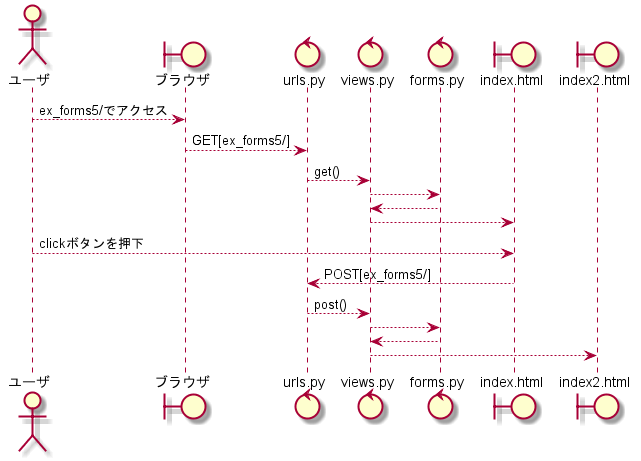 ユーザ ブラウザ urls.py views.py forms.py index.html index2.html
ex_forms5/でアクセス
GET[ex_forms5/]
get()
clickボタンを押下
POST[ex_forms5/]
post()
ユーザ ブラウザ urls.py views.py forms.py index.html index2.html